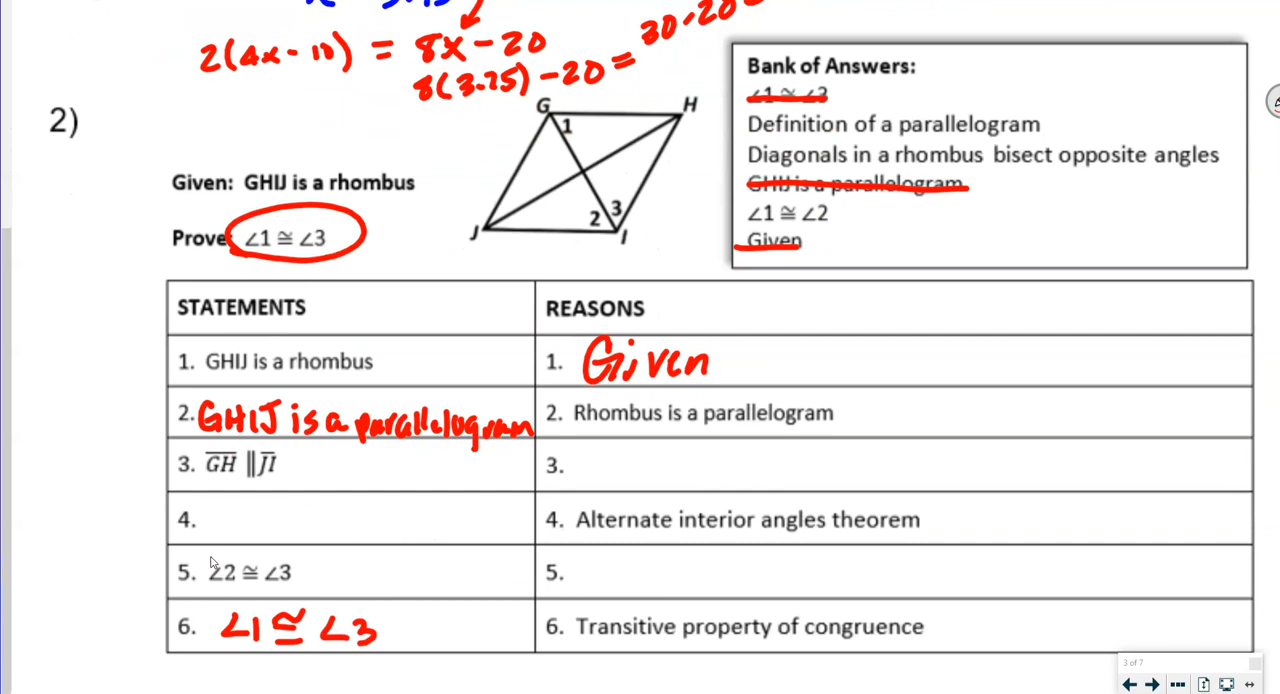 2(4x - 10) = 8x - 20
8(3.75) - 20 = 30 - 20
2)
Given: GHIJ is a rhombus
Prove: ∠1 ≅ ∠3
G
H
1
2
3
J
I
Bank of Answers:
∠1 ≅ ∠3
Definition of a parallelogram
Diagonals in a rhombus bisect opposite angles
GHIJ is a parallelogram
∠1 ≅ ∠2
Given
STATEMENTS REASONS
1. GHIJ is a rhombus 1. Given
2. GHIJ is a parallelogram 2. Rhombus is a parallelogram
3. GH ∥ JI 3.
4. 4. Alternate interior angles theorem
5. ∠2 ≅ ∠3 5.
6. ∠1 ≅ ∠3 6. Transitive property of congruence
3 of 7